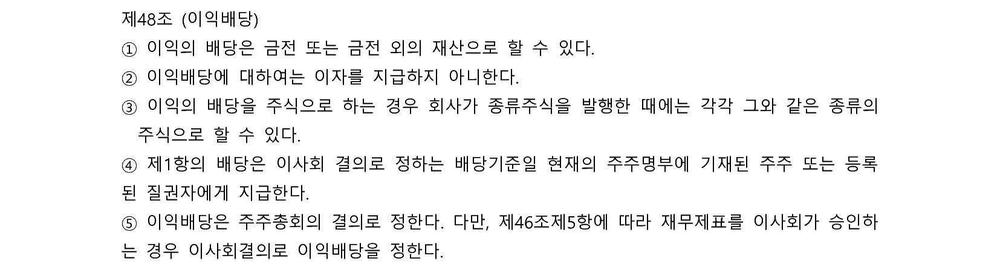 제48조 (이익배당)
① 이익의 배당은 금전 또는 금전 외의 재산으로 할 수 있다.
② 이익배당에 대하여는 이자를 지급하지 아니한다.
③ 이익의 배당을 주식으로 하는 경우 회사가 종류주식을 발행한 때에는 각각 그와 같은 종류의
주식으로 할 수 있다.
④ 제1항의 배당은 이사회 결의로 정하는 배당기준일 현재의 주주명부에 기재된 주주 또는 등록
된 질권자에게 지급한다.
⑤ 이익배당은 주주총회의 결의로 정한다. 다만, 제46조제5항에 따라 재무제표를 이사회가 승인하
는 경우 이사회결의로 이익배당을 정한다.